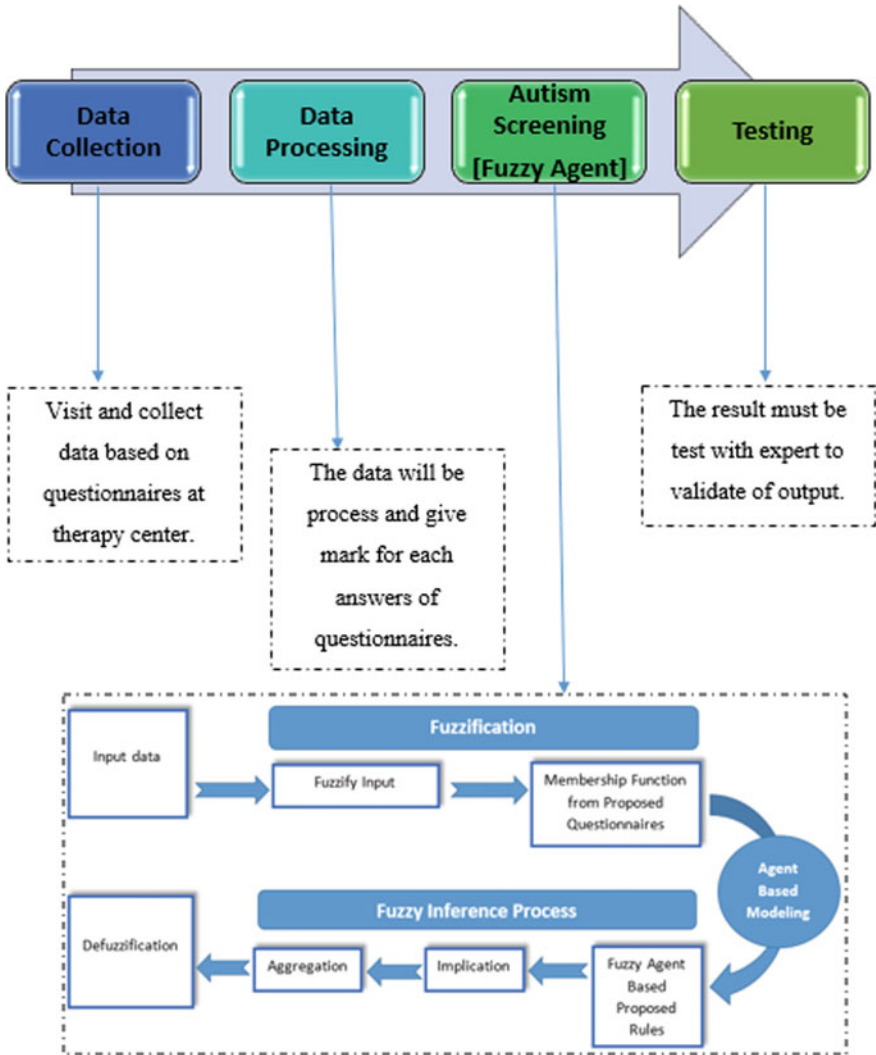 Data
Collection
Data
Processing
Autism
Screening
[Fuzzy Agent]
Testing
Visit and collect
data based on
questionnaires at
therapy center.
The data will be
process and give
mark for each
answers of
questionnaires.
The result must be
test with expert to
validate of output.
Fuzzification
Input data
Fuzzify Input
Membership Function
from Proposed
Questionnaires
Agent
Based
Modeling
Fuzzy Inference Process
Defuzzification
Aggregation
Implication
Fuzzy Agent
Based
Proposed
Rules